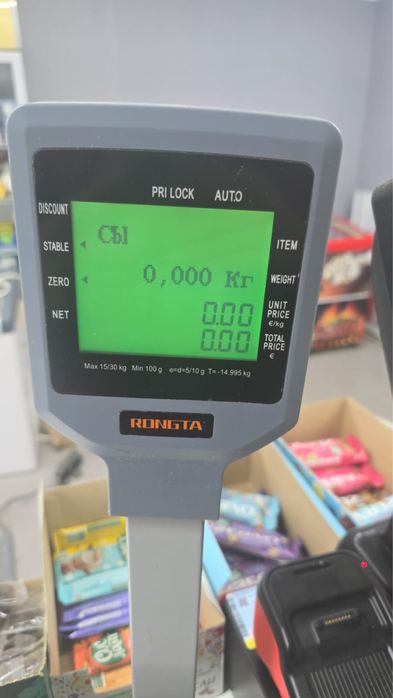 PRI LOCK AUTO
DISCOUNT
СЫ
STABLE
ITEM
ZERO
0,000 Кг
WEIGHT
NET
0.00
UNIT PRICE €/kg
0.00
TOTAL PRICE €
Max 15/30 kg Min 100 g e=d=5/10 g T= -14.995 kg
RONGTA